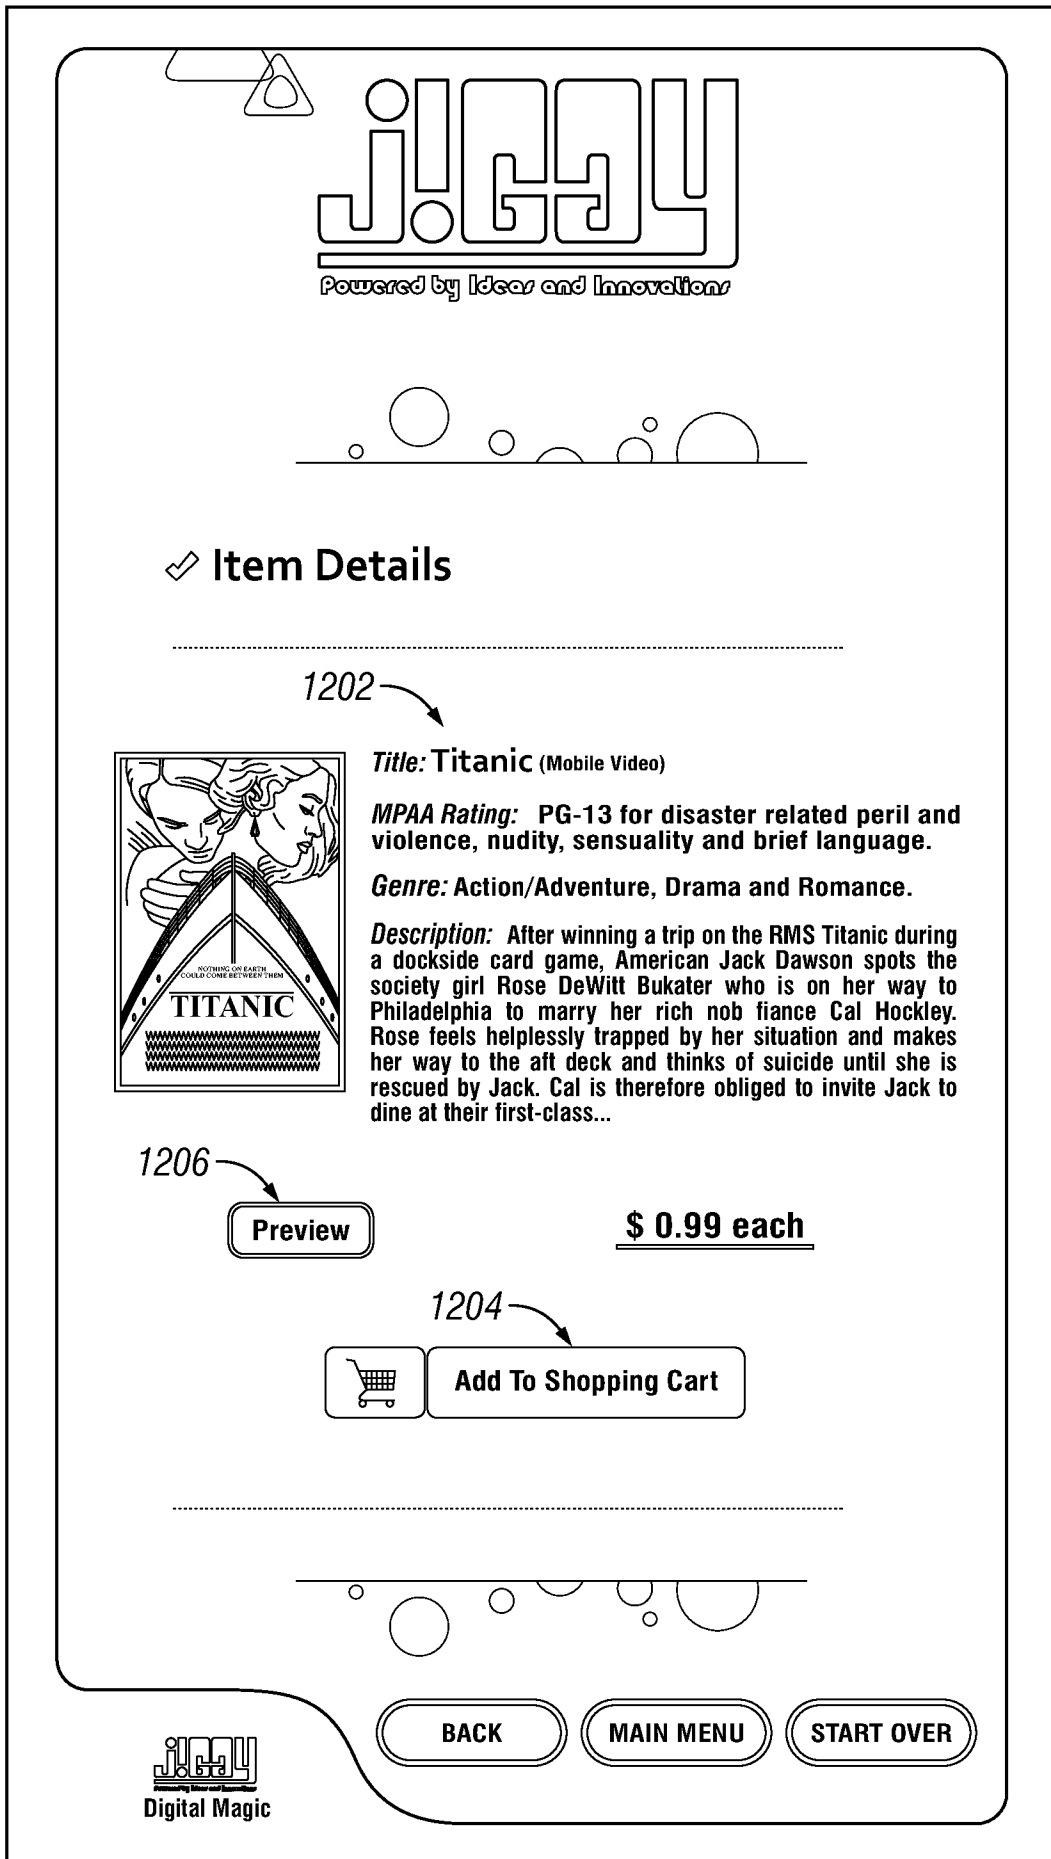 j!GGy
Powered by Ideas and Innovations
Item Details
1202
Title: Titanic (Mobile Video)
MPAA Rating: PG-13 for disaster related peril and
violence, nudity, sensuality and brief language.
Genre: Action/Adventure, Drama and Romance.
Description: After winning a trip on the RMS Titanic during
a dockside card game, American Jack Dawson spots the
society girl Rose DeWitt Bukater who is on her way to
Philadelphia to marry her rich nob fiance Cal Hockley.
Rose feels helplessly trapped by her situation and makes
her way to the aft deck and thinks of suicide until she is
rescued by Jack. Cal is therefore obliged to invite Jack to
dine at their first-class...
NOTHING ON EARTH
COULD COME BETWEEN THEM
TITANIC
1206
Preview
$ 0.99 each
1204
Add To Shopping Cart
BACK
MAIN MENU
START OVER
j!GGy
Powered by Ideas and Innovations
Digital Magic